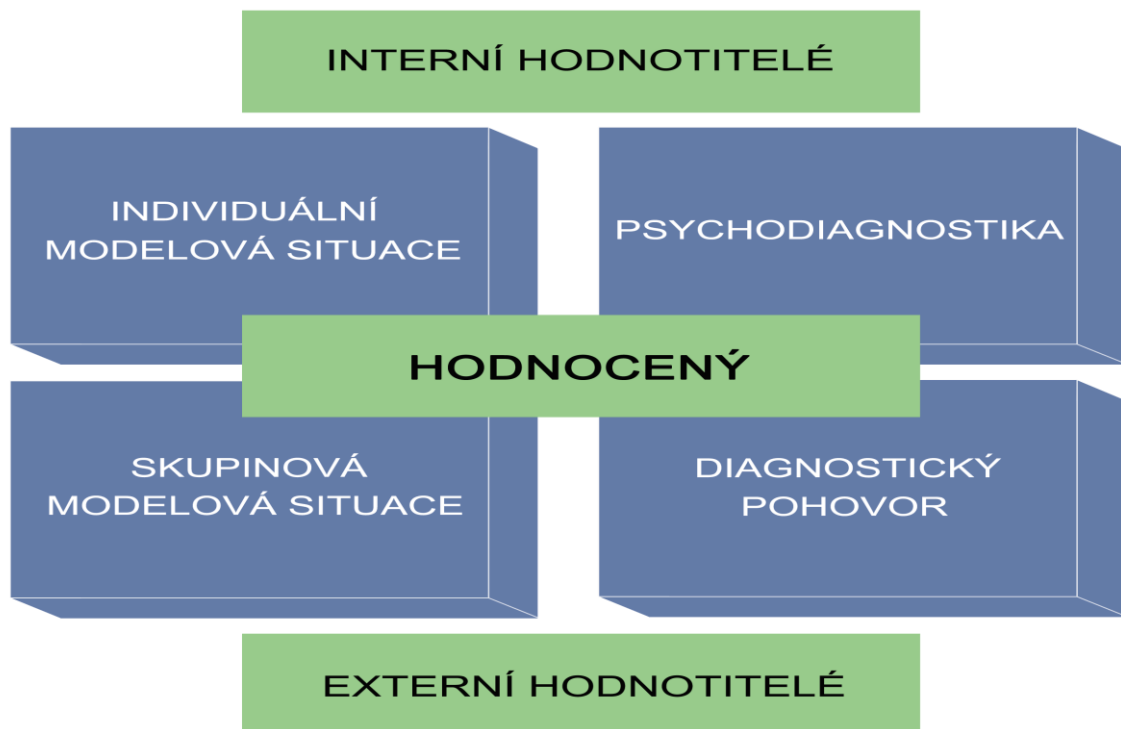 INTERNÍ HODNOTITELÉ
INDIVIDUÁLNÍ
MODELOVÁ SITUACE
PSYCHODIAGNOSTIKA
HODNOCENÝ
SKUPINOVÁ
MODELOVÁ SITUACE
DIAGNOSTICKÝ
POHOVOR
EXTERNÍ HODNOTITELÉ